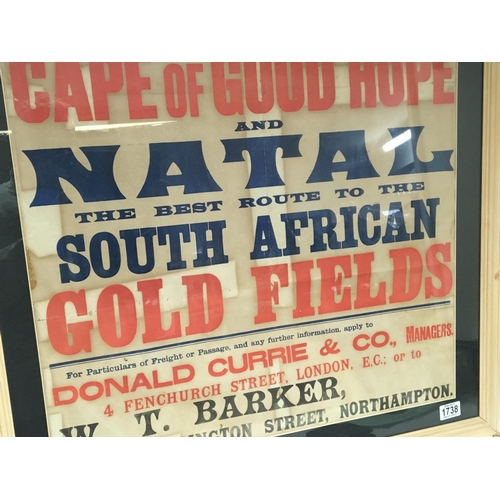 CAPE OF GOOD HOPE
AND
NATAL
THE BEST ROUTE TO THE
SOUTH AFRICAN
GOLD FIELDS
For Particulars of Freight or Passage, and any further information, apply to
DONALD CURRIE & CO., MANAGERS.
4 FENCHURCH STREET, LONDON, E.C.; or to
W. T. BARKER,
STREET, NORTHAMPTON.
1738